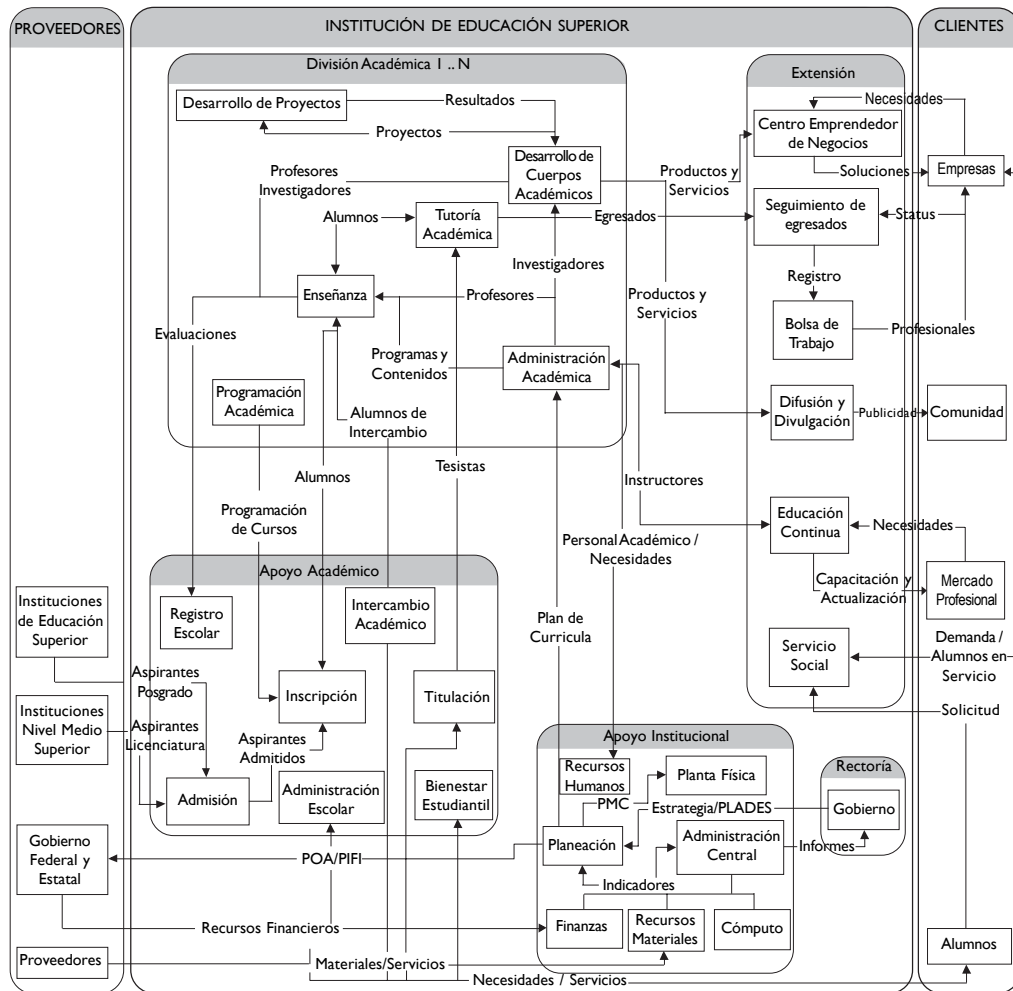 PROVEEDORES
INSTITUCIÓN DE EDUCACIÓN SUPERIOR
CLIENTES
División Académica 1 .. N
Extensión
Desarrollo de Proyectos
Resultados
Proyectos
Necesidades
Centro Emprendedor
de Negocios
Desarrollo de
Cuerpos
Académicos
Profesores
Investigadores
Productos y
Servicios
Soluciones
Empresas
Alumnos
Tutoría
Académica
Egresados
Seguimiento de
egresados
Status
Investigadores
Registro
Enseñanza
Profesores
Productos y
Servicios
Evaluaciones
Bolsa de
Trabajo
Profesionales
Programas y
Contenidos
Administración
Académica
Programación
Académica
Alumnos de
Intercambio
Difusión y
Divulgación
Publicidad
Comunidad
Alumnos
Tesistas
Instructores
Programación
de Cursos
Educación
Continua
Necesidades
Personal Académico /
Necesidades
Apoyo Académico
Capacitación y
Actualización
Mercado
Profesional
Instituciones
de Educación
Superior
Registro
Escolar
Intercambio
Académico
Plan de
Curricula
Servicio
Social
Demanda /
Alumnos en
Servicio
Aspirantes
Posgrado
Inscripción
Titulación
Solicitud
Instituciones
Nivel Medio
Superior
Aspirantes
Licenciatura
Aspirantes
Admitidos
Apoyo Institucional
Recursos
Humanos
Planta Física
Rectoría
Admisión
Administración
Escolar
Bienestar
Estudiantil
PMC
Estrategia/PLADES
Gobierno
Gobierno
Federal y
Estatal
POA/PIFI
Planeación
Administración
Central
Informes
Indicadores
Recursos Financieros
Finanzas
Recursos
Materiales
Cómputo
Alumnos
Proveedores
Materiales/Servicios
Necesidades / Servicios